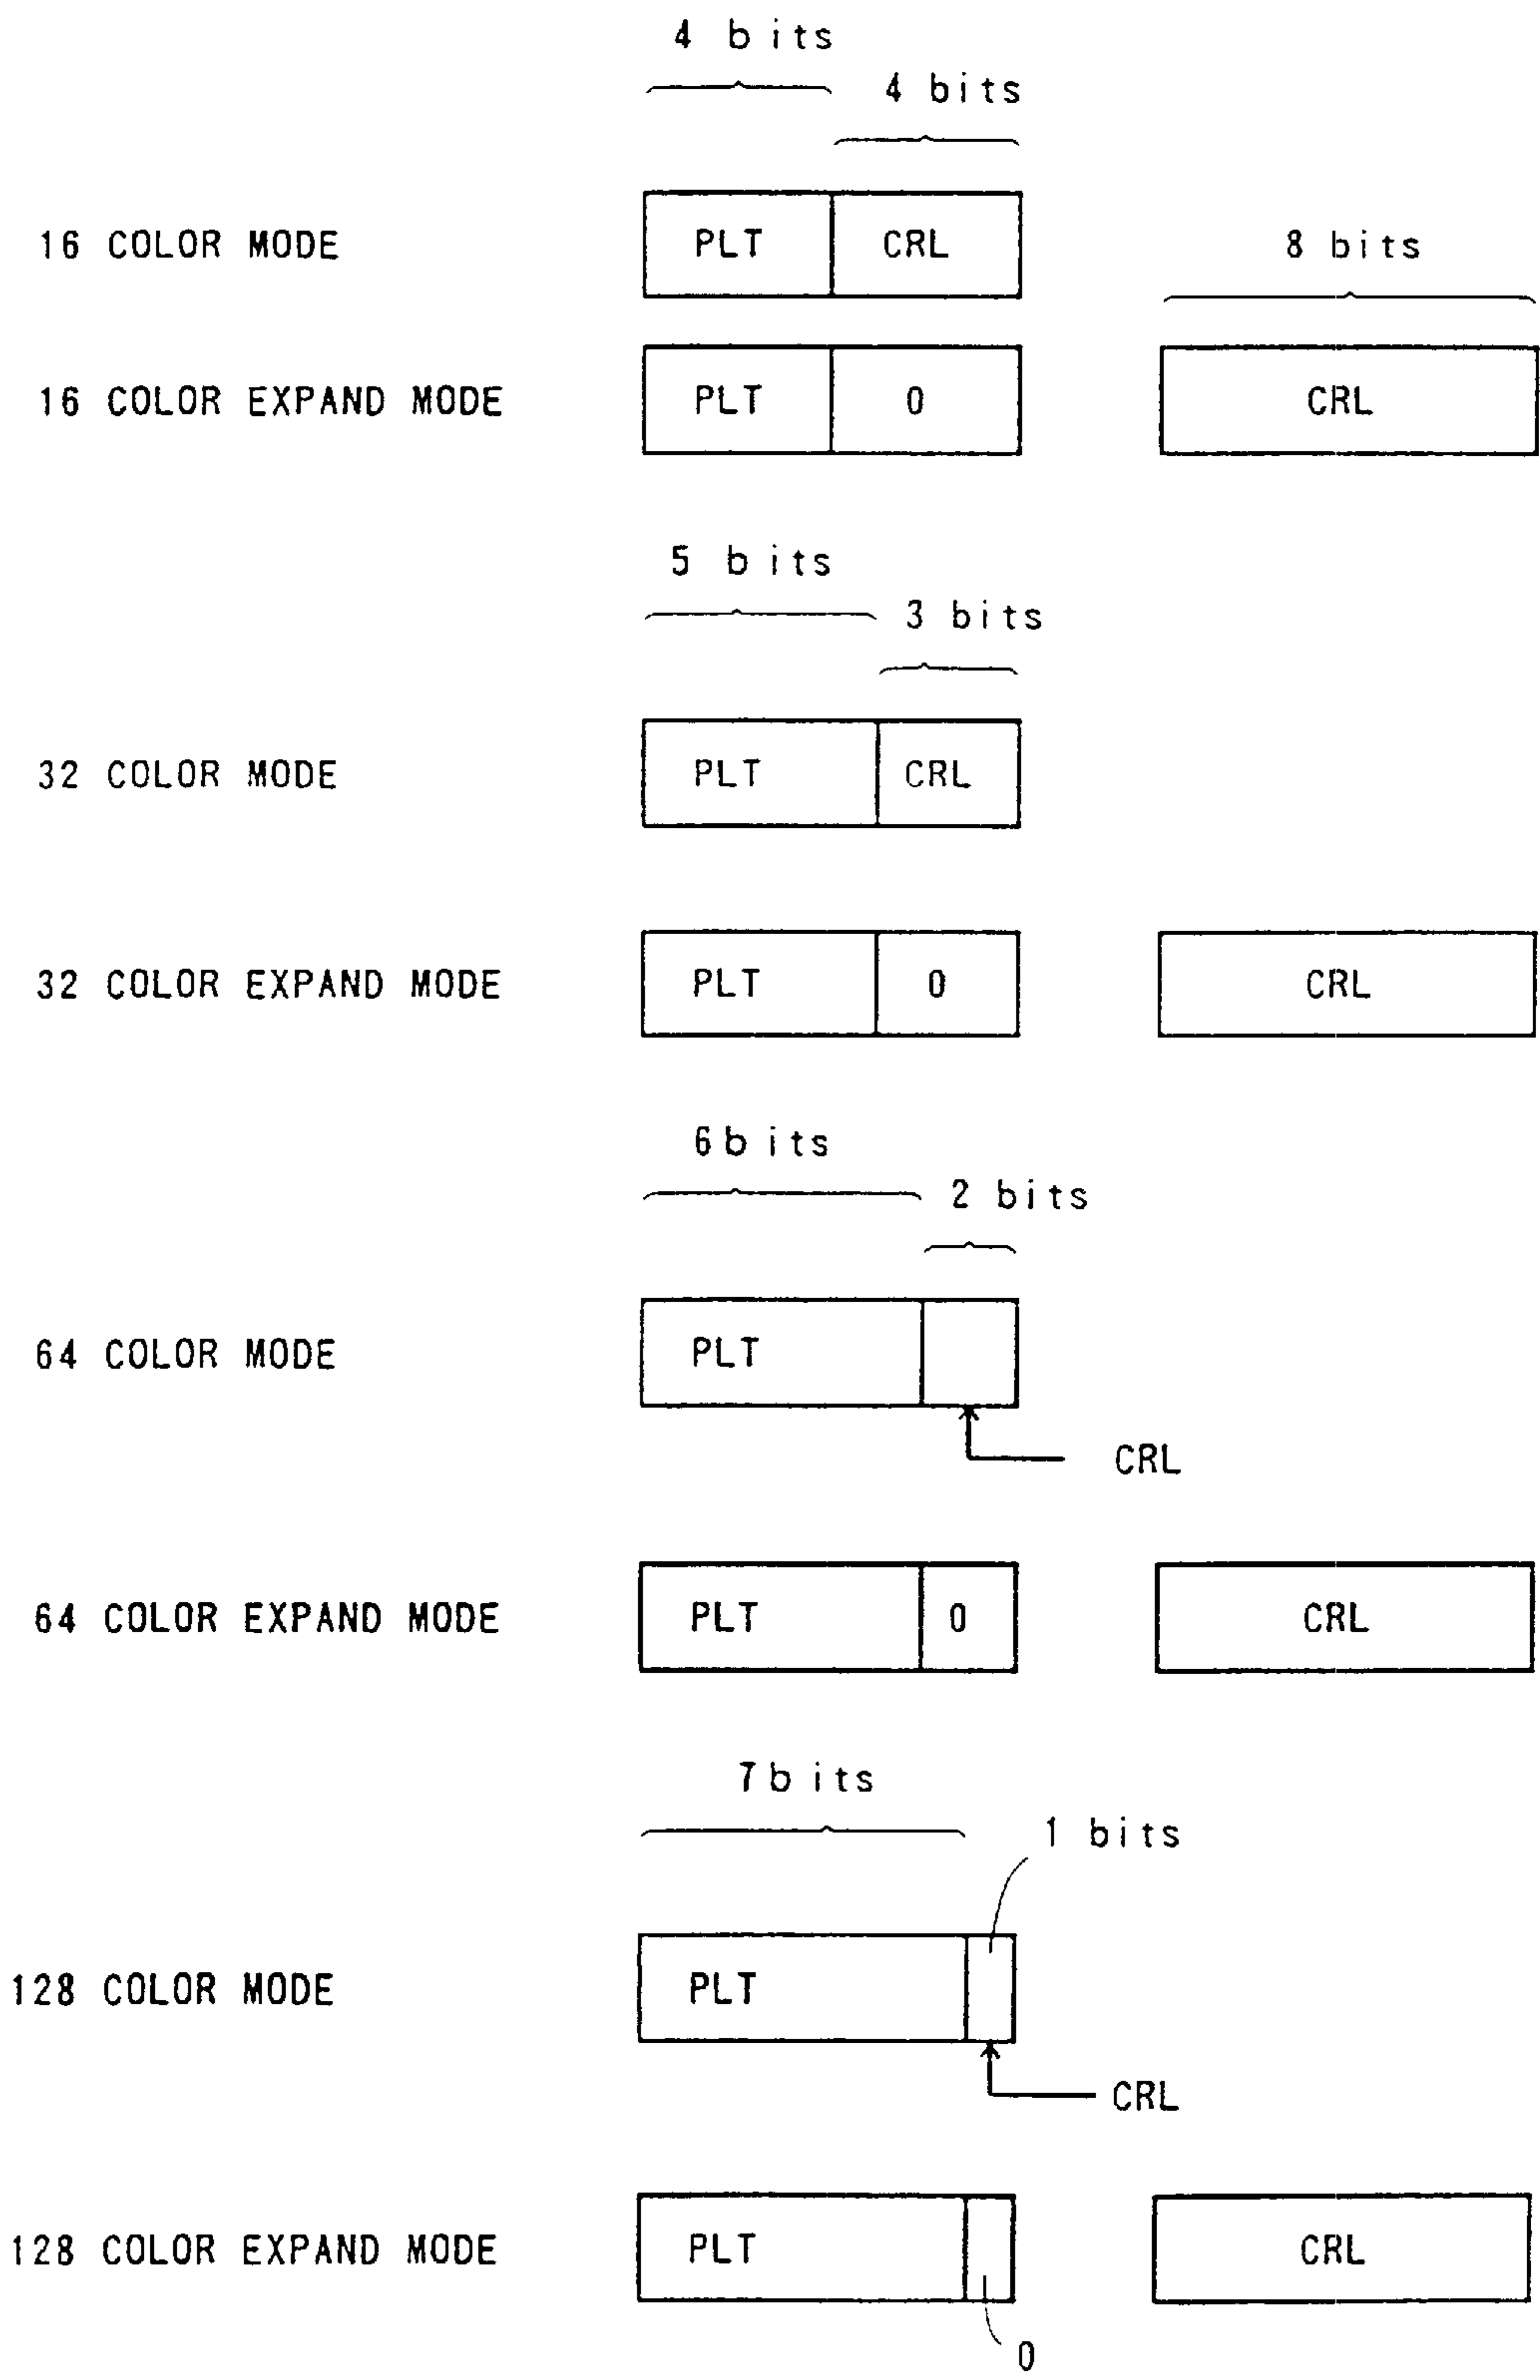 4 bits
4 bits
16 COLOR MODE PLT CRL 8 bits
16 COLOR EXPAND MODE PLT 0 CRL
5 bits
3 bits
32 COLOR MODE PLT CRL
32 COLOR EXPAND MODE PLT 0 CRL
6bits
2 bits
64 COLOR MODE PLT
CRL
64 COLOR EXPAND MODE PLT 0 CRL
7bits
1 bits
128 COLOR MODE PLT
CRL
128 COLOR EXPAND MODE PLT CRL
0